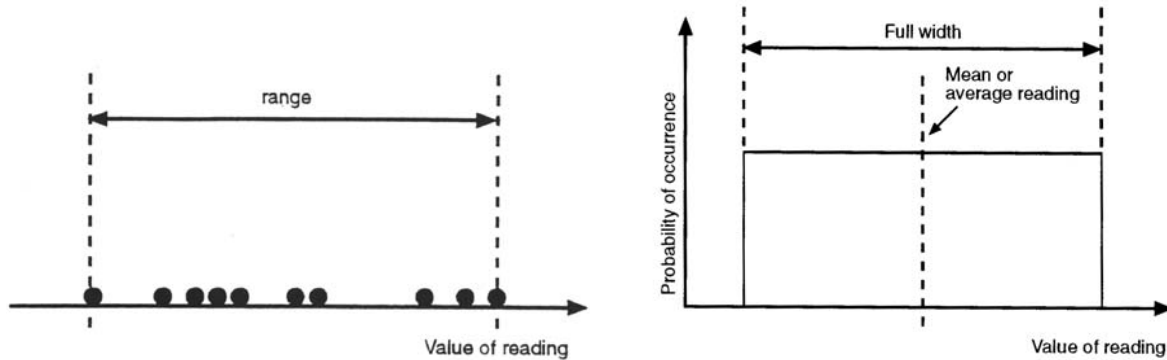 range
Value of reading
Full width
Mean or
average reading
Probability of occurrence
Value of reading